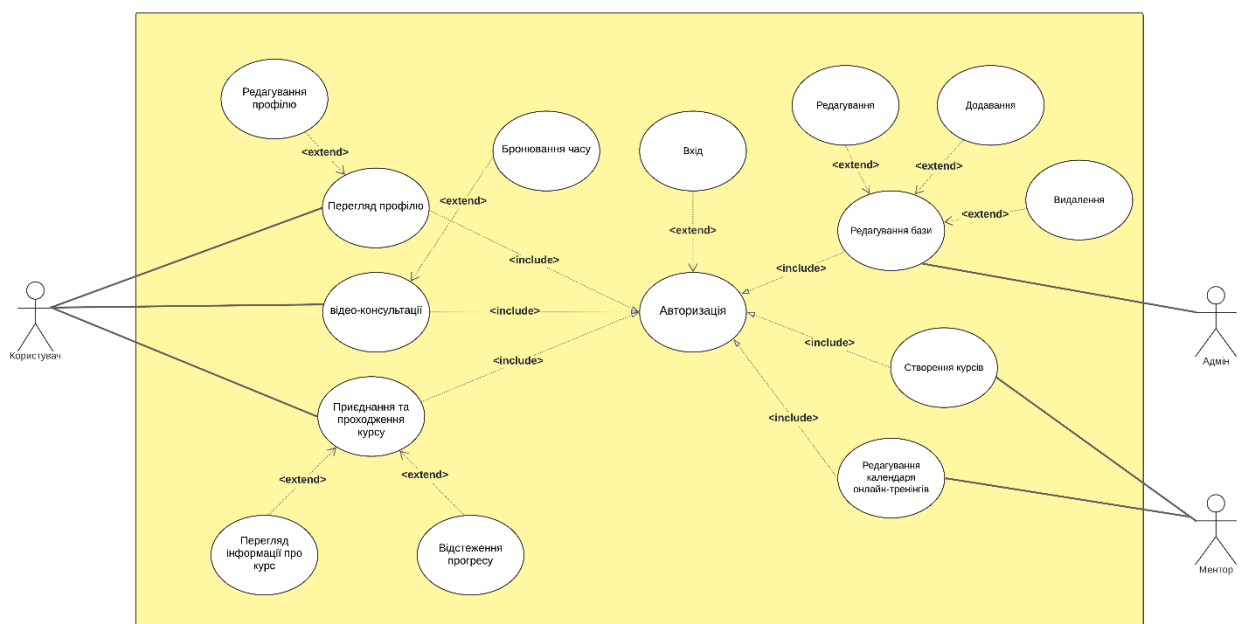 Редагування
профілю
<extend>
Перегляд профілю
Бронювання часу
<extend>
Вхід
<extend>
Редагування
Додавання
<extend>
<extend>
Видалення
<extend>
Редагування бази
<include>
<include>
відео-консультації
<include>
Авторизація
<include>
Користувач
Адмін
<include>
Створення курсів
Приєднання та
проходження
курсу
<include>
<extend>
<extend>
Редагування
календаря
онлайн-тренінгів
Перегляд
інформації про
курс
Відстеження
прогресу
Ментор